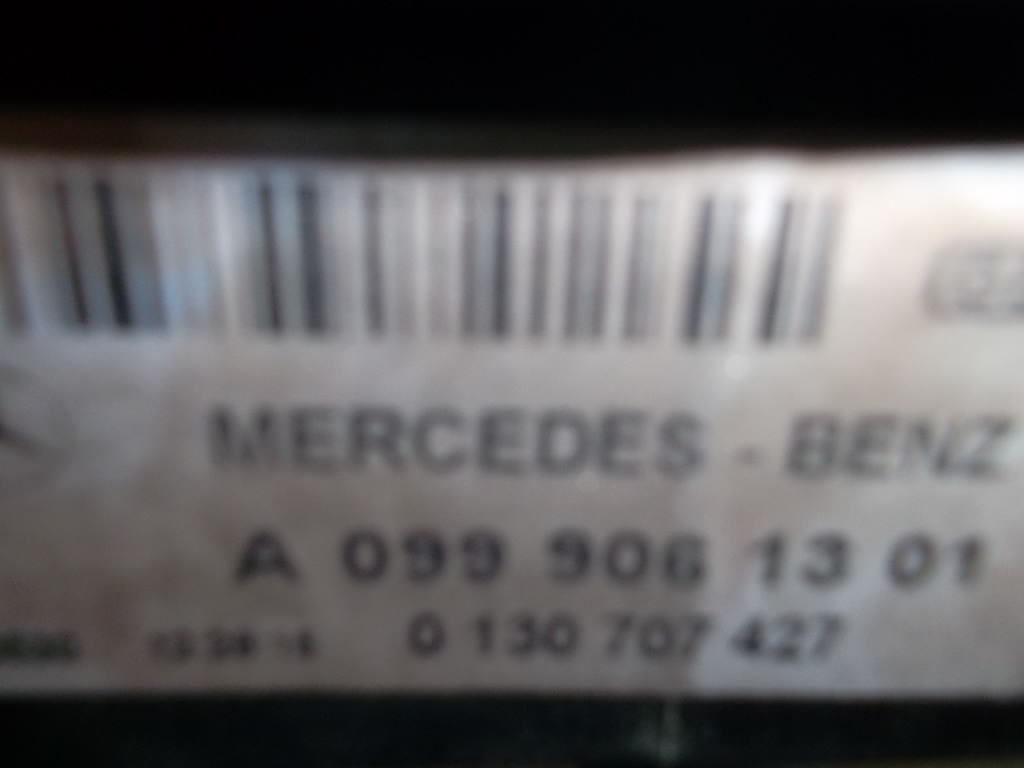 MERCEDES - BENZ
A 099 906 13 01
0 130 707 427